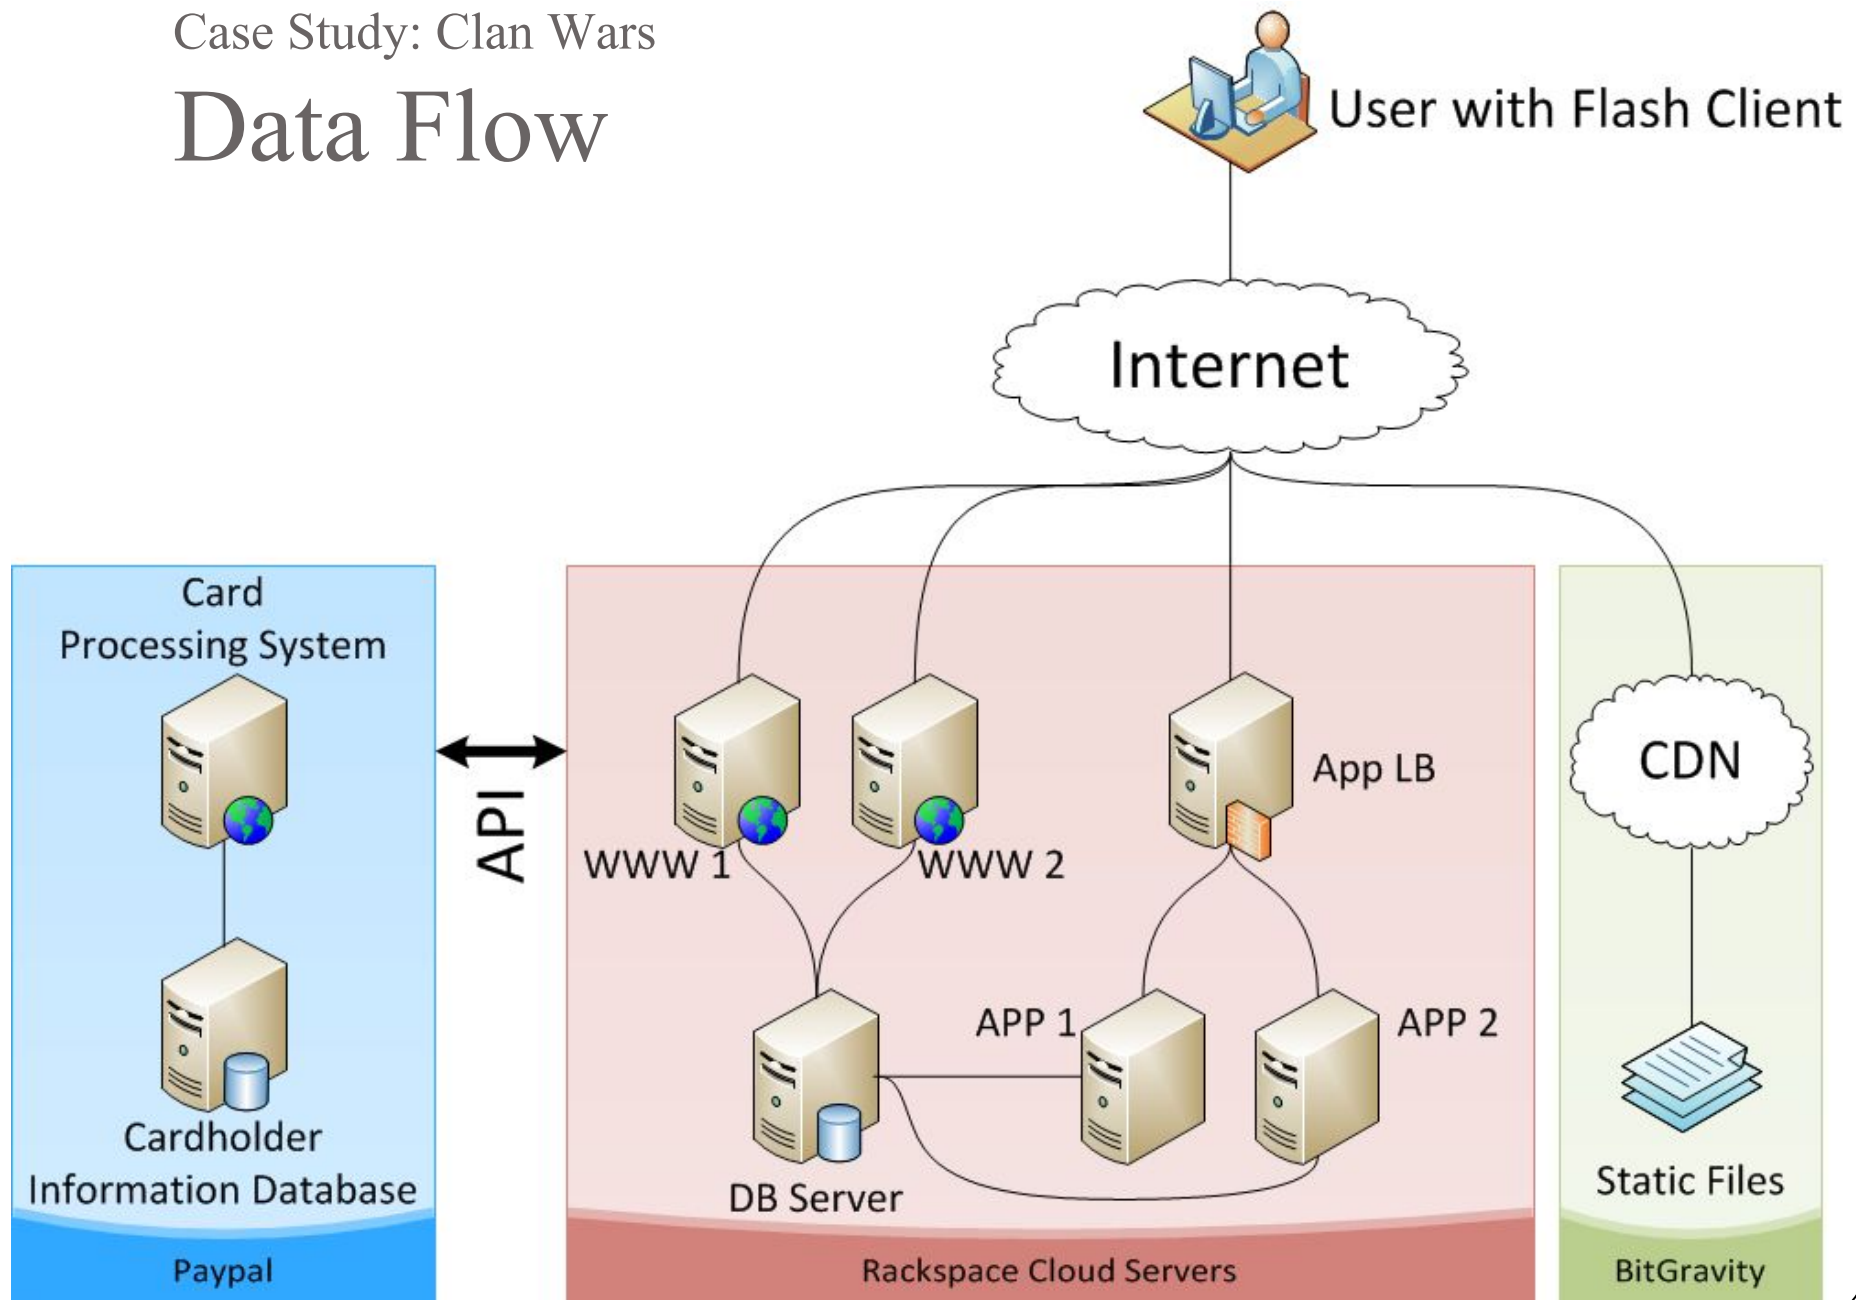 Case Study: Clan Wars
Data Flow
User with Flash Client
Internet
Card
Processing System
API
WWW 1
WWW 2
App LB
CDN
APP 1
APP 2
Cardholder
Information Database
DB Server
Static Files
Paypal
Rackspace Cloud Servers
BitGravity